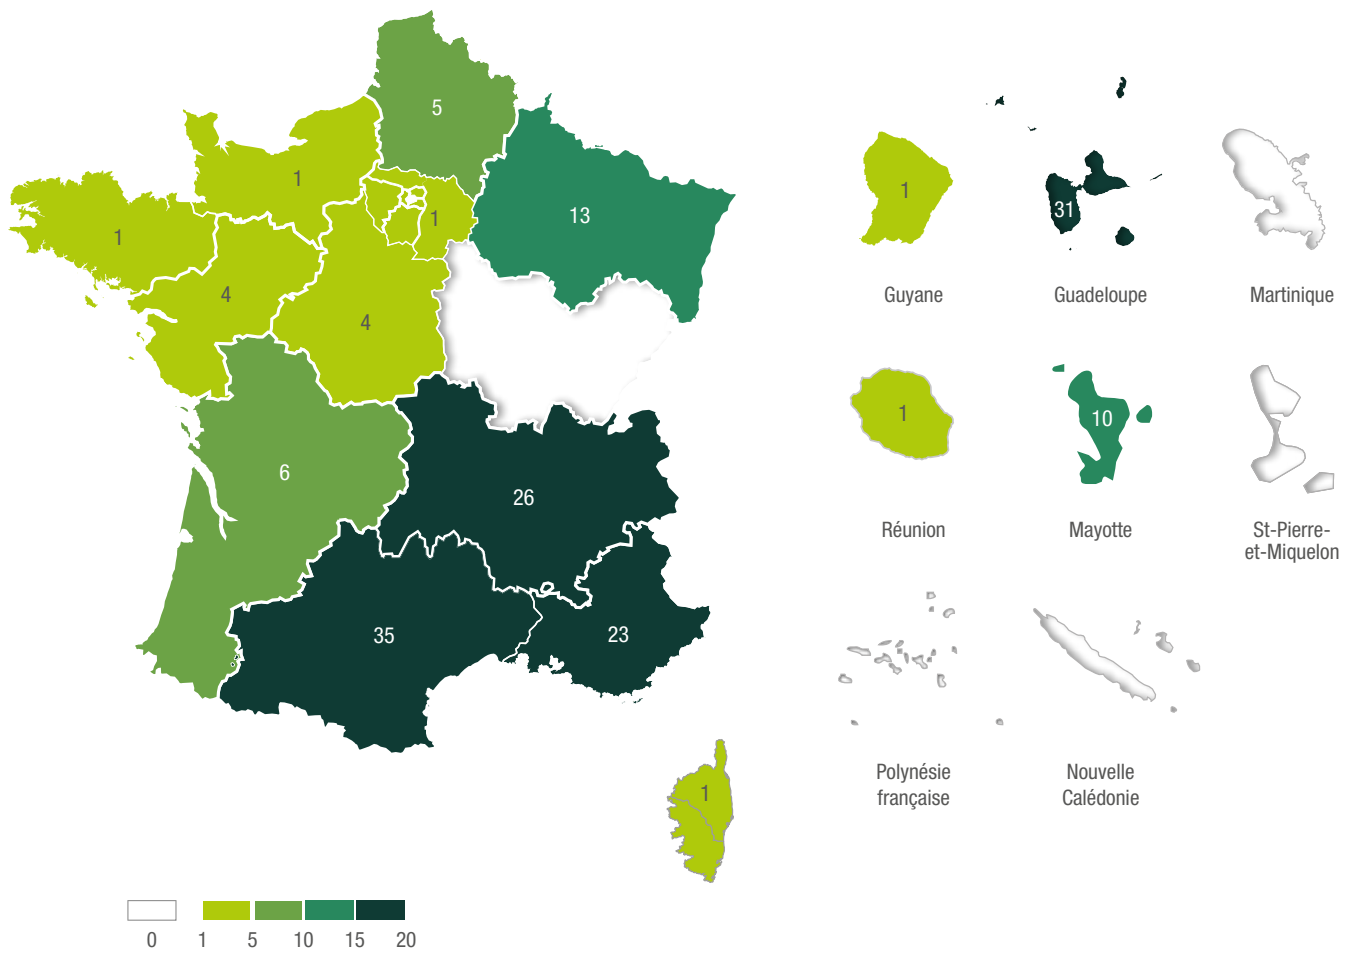 5
1
1
13
1
4
4
6
26
35
23
1
1
31
Guyane
Guadeloupe
Martinique
1
10
Réunion
Mayotte
St-Pierre-
et-Miquelon
Polynésie
française
Nouvelle
Calédonie
0
1
5
10
15
20